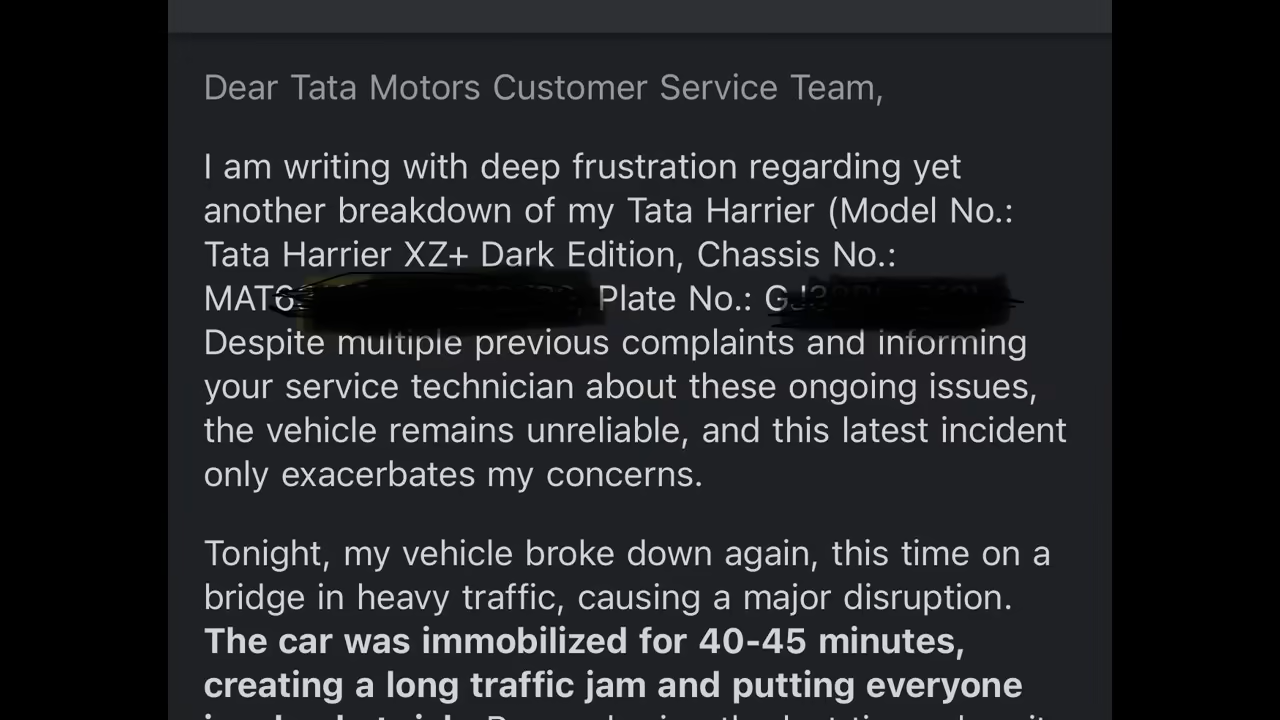 Dear Tata Motors Customer Service Team,
I am writing with deep frustration regarding yet
another breakdown of my Tata Harrier (Model No.:
Tata Harrier XZ+ Dark Edition, Chassis No.:
Plate No.:
Despite multiple previous complaints and informing
your service technician about these ongoing issues,
the vehicle remains unreliable, and this latest incident
only exacerbates my concerns.
Tonight, my vehicle broke down again, this time on a
bridge in heavy traffic, causing a major disruption.
The car was immobilized for 40-45 minutes,
creating a long traffic jam and putting everyone